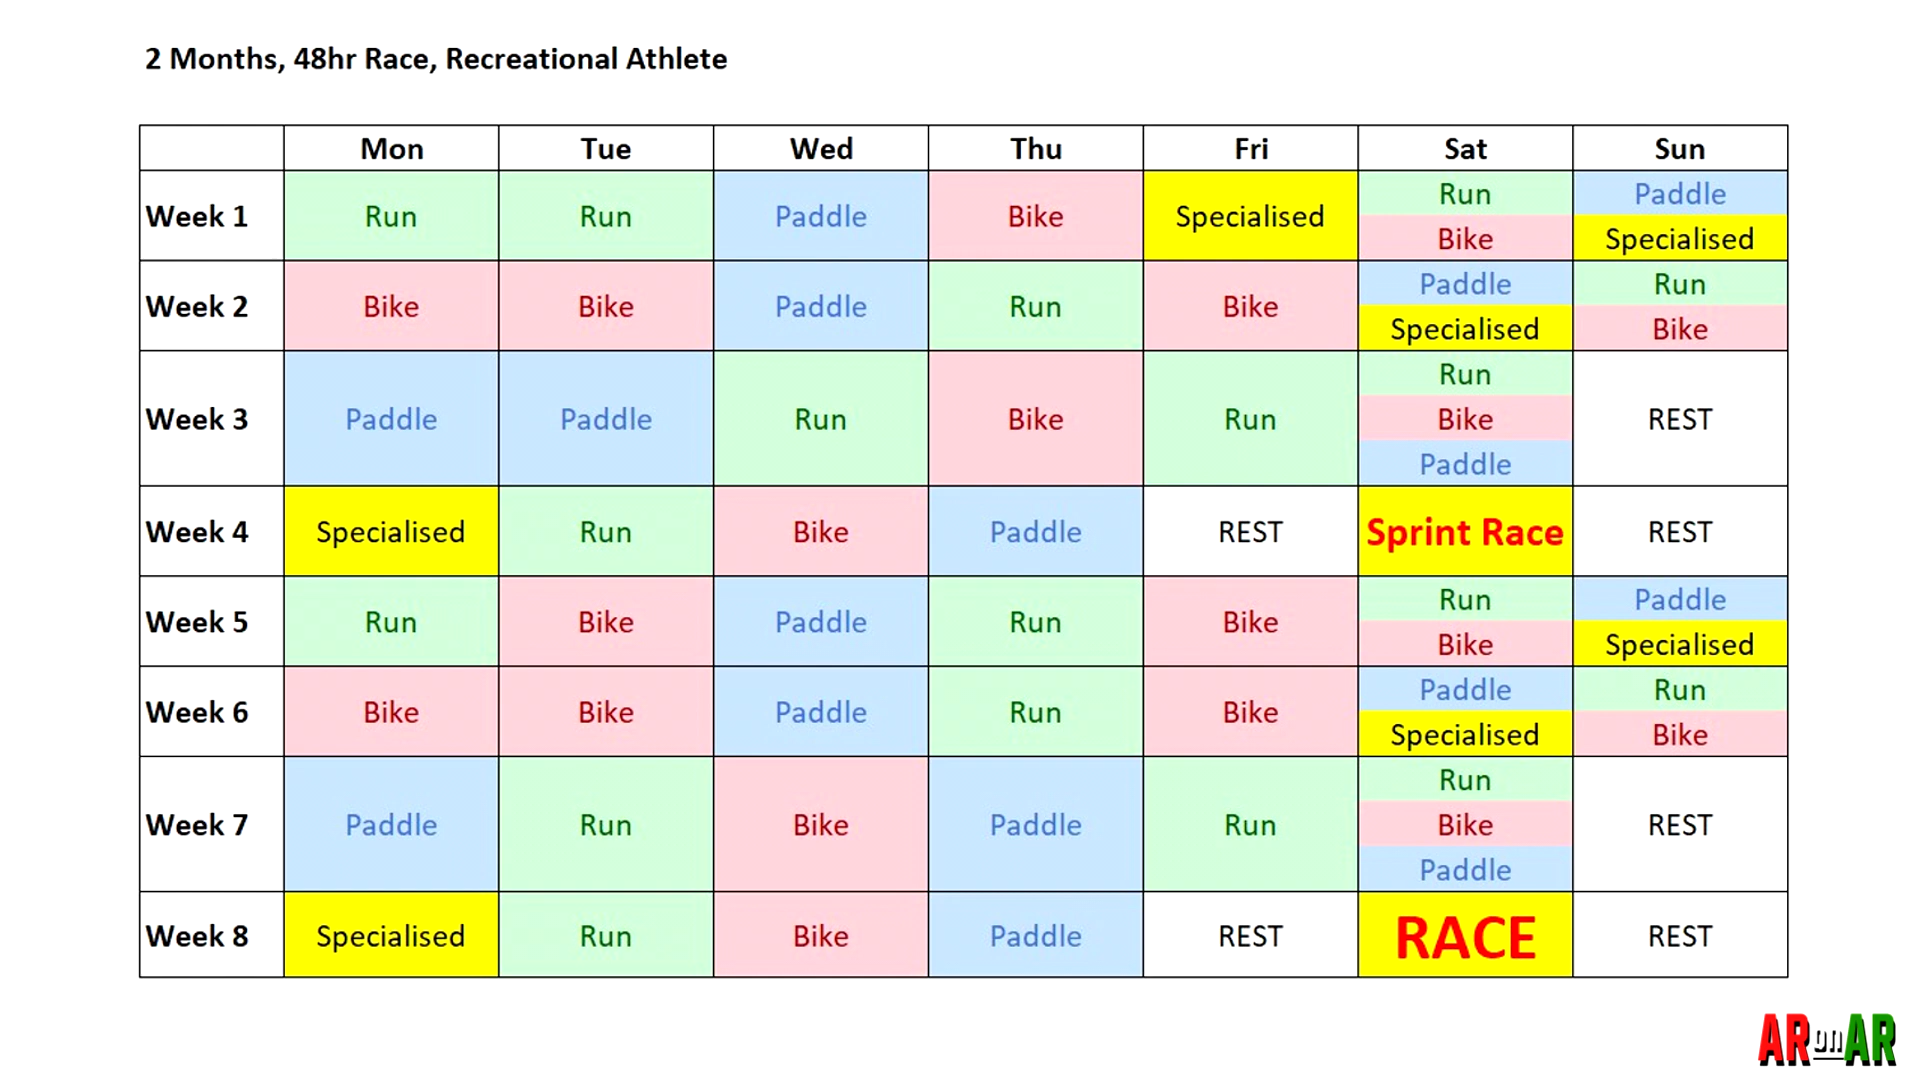 2 Months, 48hr Race, Recreational Athlete
Mon Tue Wed Thu Fri Sat Sun
Week 1 Run Run Paddle Bike Specialised Run Bike Paddle Specialised
Week 2 Bike Bike Paddle Run Bike Paddle Specialised Run Bike
Week 3 Paddle Paddle Run Bike Run Run Bike Paddle REST
Week 4 Specialised Run Bike Paddle REST Sprint Race REST
Week 5 Run Bike Paddle Run Bike Run Bike Paddle Specialised
Week 6 Bike Bike Paddle Run Bike Paddle Specialised Run Bike
Week 7 Paddle Run Bike Paddle Run Run Bike Paddle REST
Week 8 Specialised Run Bike Paddle REST RACE REST
AR on AR